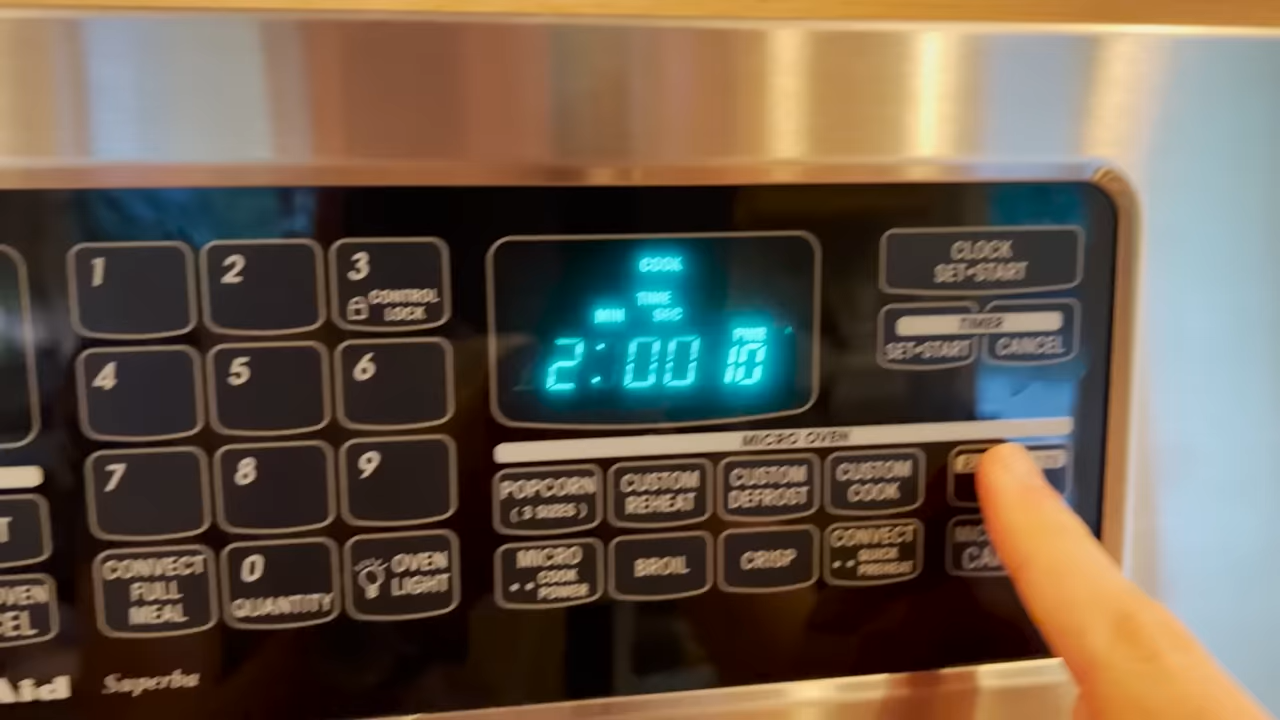 1
2
3
CONTROL
LOCK
4
5
6
7
8
9
CONVECT
FULL
MEAL
0
QUANTITY
OVEN
LIGHT
Superba
COOK
TIME
MIN SEC
PWR
2:00 10
CLOCK
SET•START
TIMER
SET•START CANCEL
MICRO OVEN
POPCORN
( 3 SIZES )
CUSTOM
REHEAT
CUSTOM
DEFROST
CUSTOM
COOK
MICRO
•• COOK
POWER
BROIL
CRISP
CONVECT
•• QUICK
PREHEAT